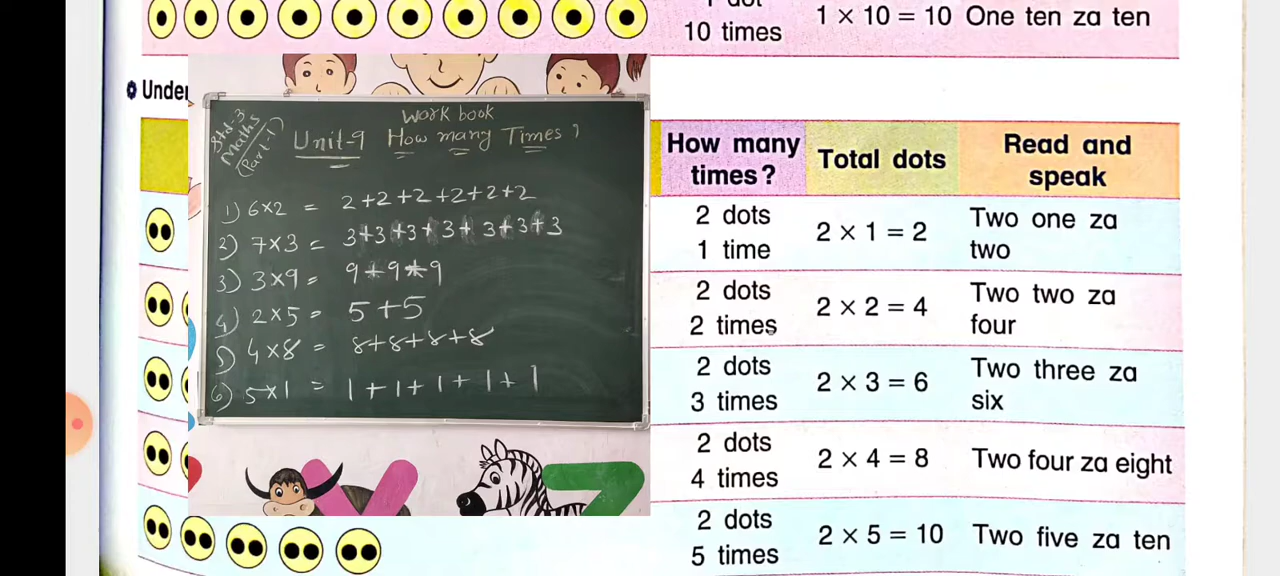 1 dot
10 times
1 × 10 = 10 One ten za ten
Under
Std-3
Maths
(Part-1)
Work book
Unit-9 How many Times?
1) 6×2 = 2+2+2+2+2+2
2) 7×3 = 3+3+3+3+3+3+3
3) 3×9 = 9+9+9
4) 2×5 = 5+5
5) 4×8 = 8+8+8+8
6) 5×1 = 1+1+1+1+1
How many times?
Total dots
Read and speak
2 dots
1 time
2 × 1 = 2
Two one za
two
2 dots
2 times
2 × 2 = 4
Two two za
four
2 dots
3 times
2 × 3 = 6
Two three za
six
2 dots
4 times
2 × 4 = 8
Two four za eight
2 dots
5 times
2 × 5 = 10
Two five za ten